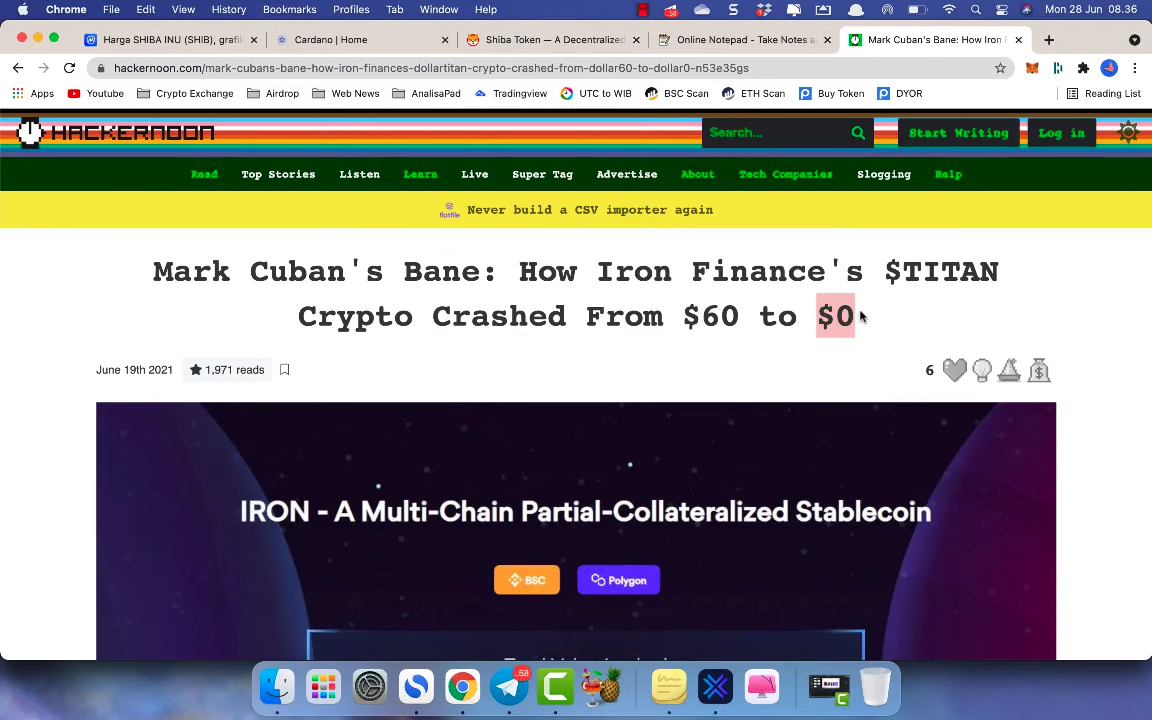 Chrome File Edit View History Bookmarks Profiles Tab Window Help Mon 28 Jun 08.36
Harga SHIBA INU (SHIB), grafik Cardano | Home Shiba Token — A Decentralized Online Notepad - Take Notes a Mark Cuban's Bane: How Iron F
hackernoon.com/mark-cubans-bane-how-iron-finances-dollartitan-crypto-crashed-from-dollar60-to-dollar0-n53e35gs
Apps Youtube Crypto Exchange Airdrop Web News AnalisaPad Tradingview UTC to WIB BSC Scan ETH Scan Buy Token DYOR Reading List
HACKERNOON Search... Start Writing Log in
Read Top Stories Listen Learn Live Super Tag Advertise About Tech Companies Slogging Help
flatfile Never build a CSV importer again
Mark Cuban's Bane: How Iron Finance's $TITAN
Crypto Crashed From $60 to $0
June 19th 2021 1,971 reads 6
IRON - A Multi-Chain Partial-Collateralized Stablecoin
BSC Polygon
58